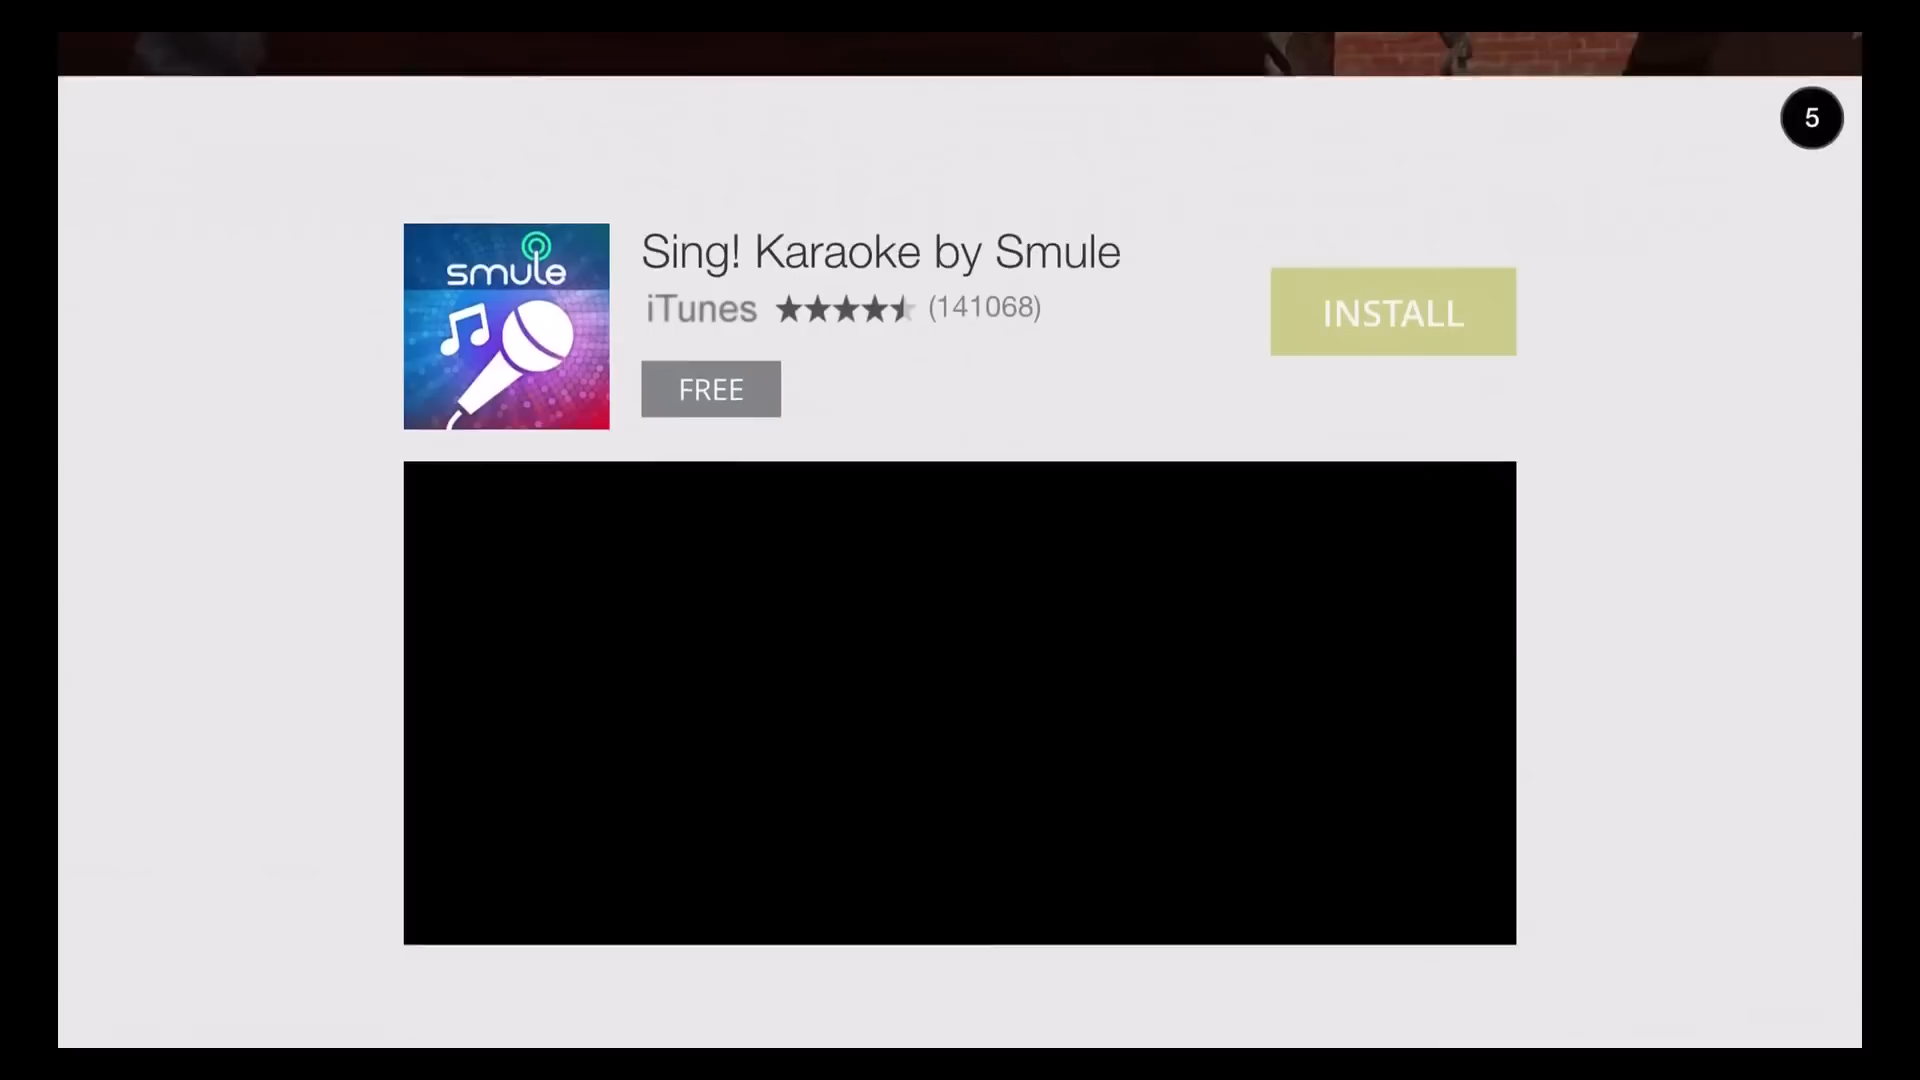 5
smule
Sing! Karaoke by Smule
iTunes ★★★★⯨ (141068)
INSTALL
FREE